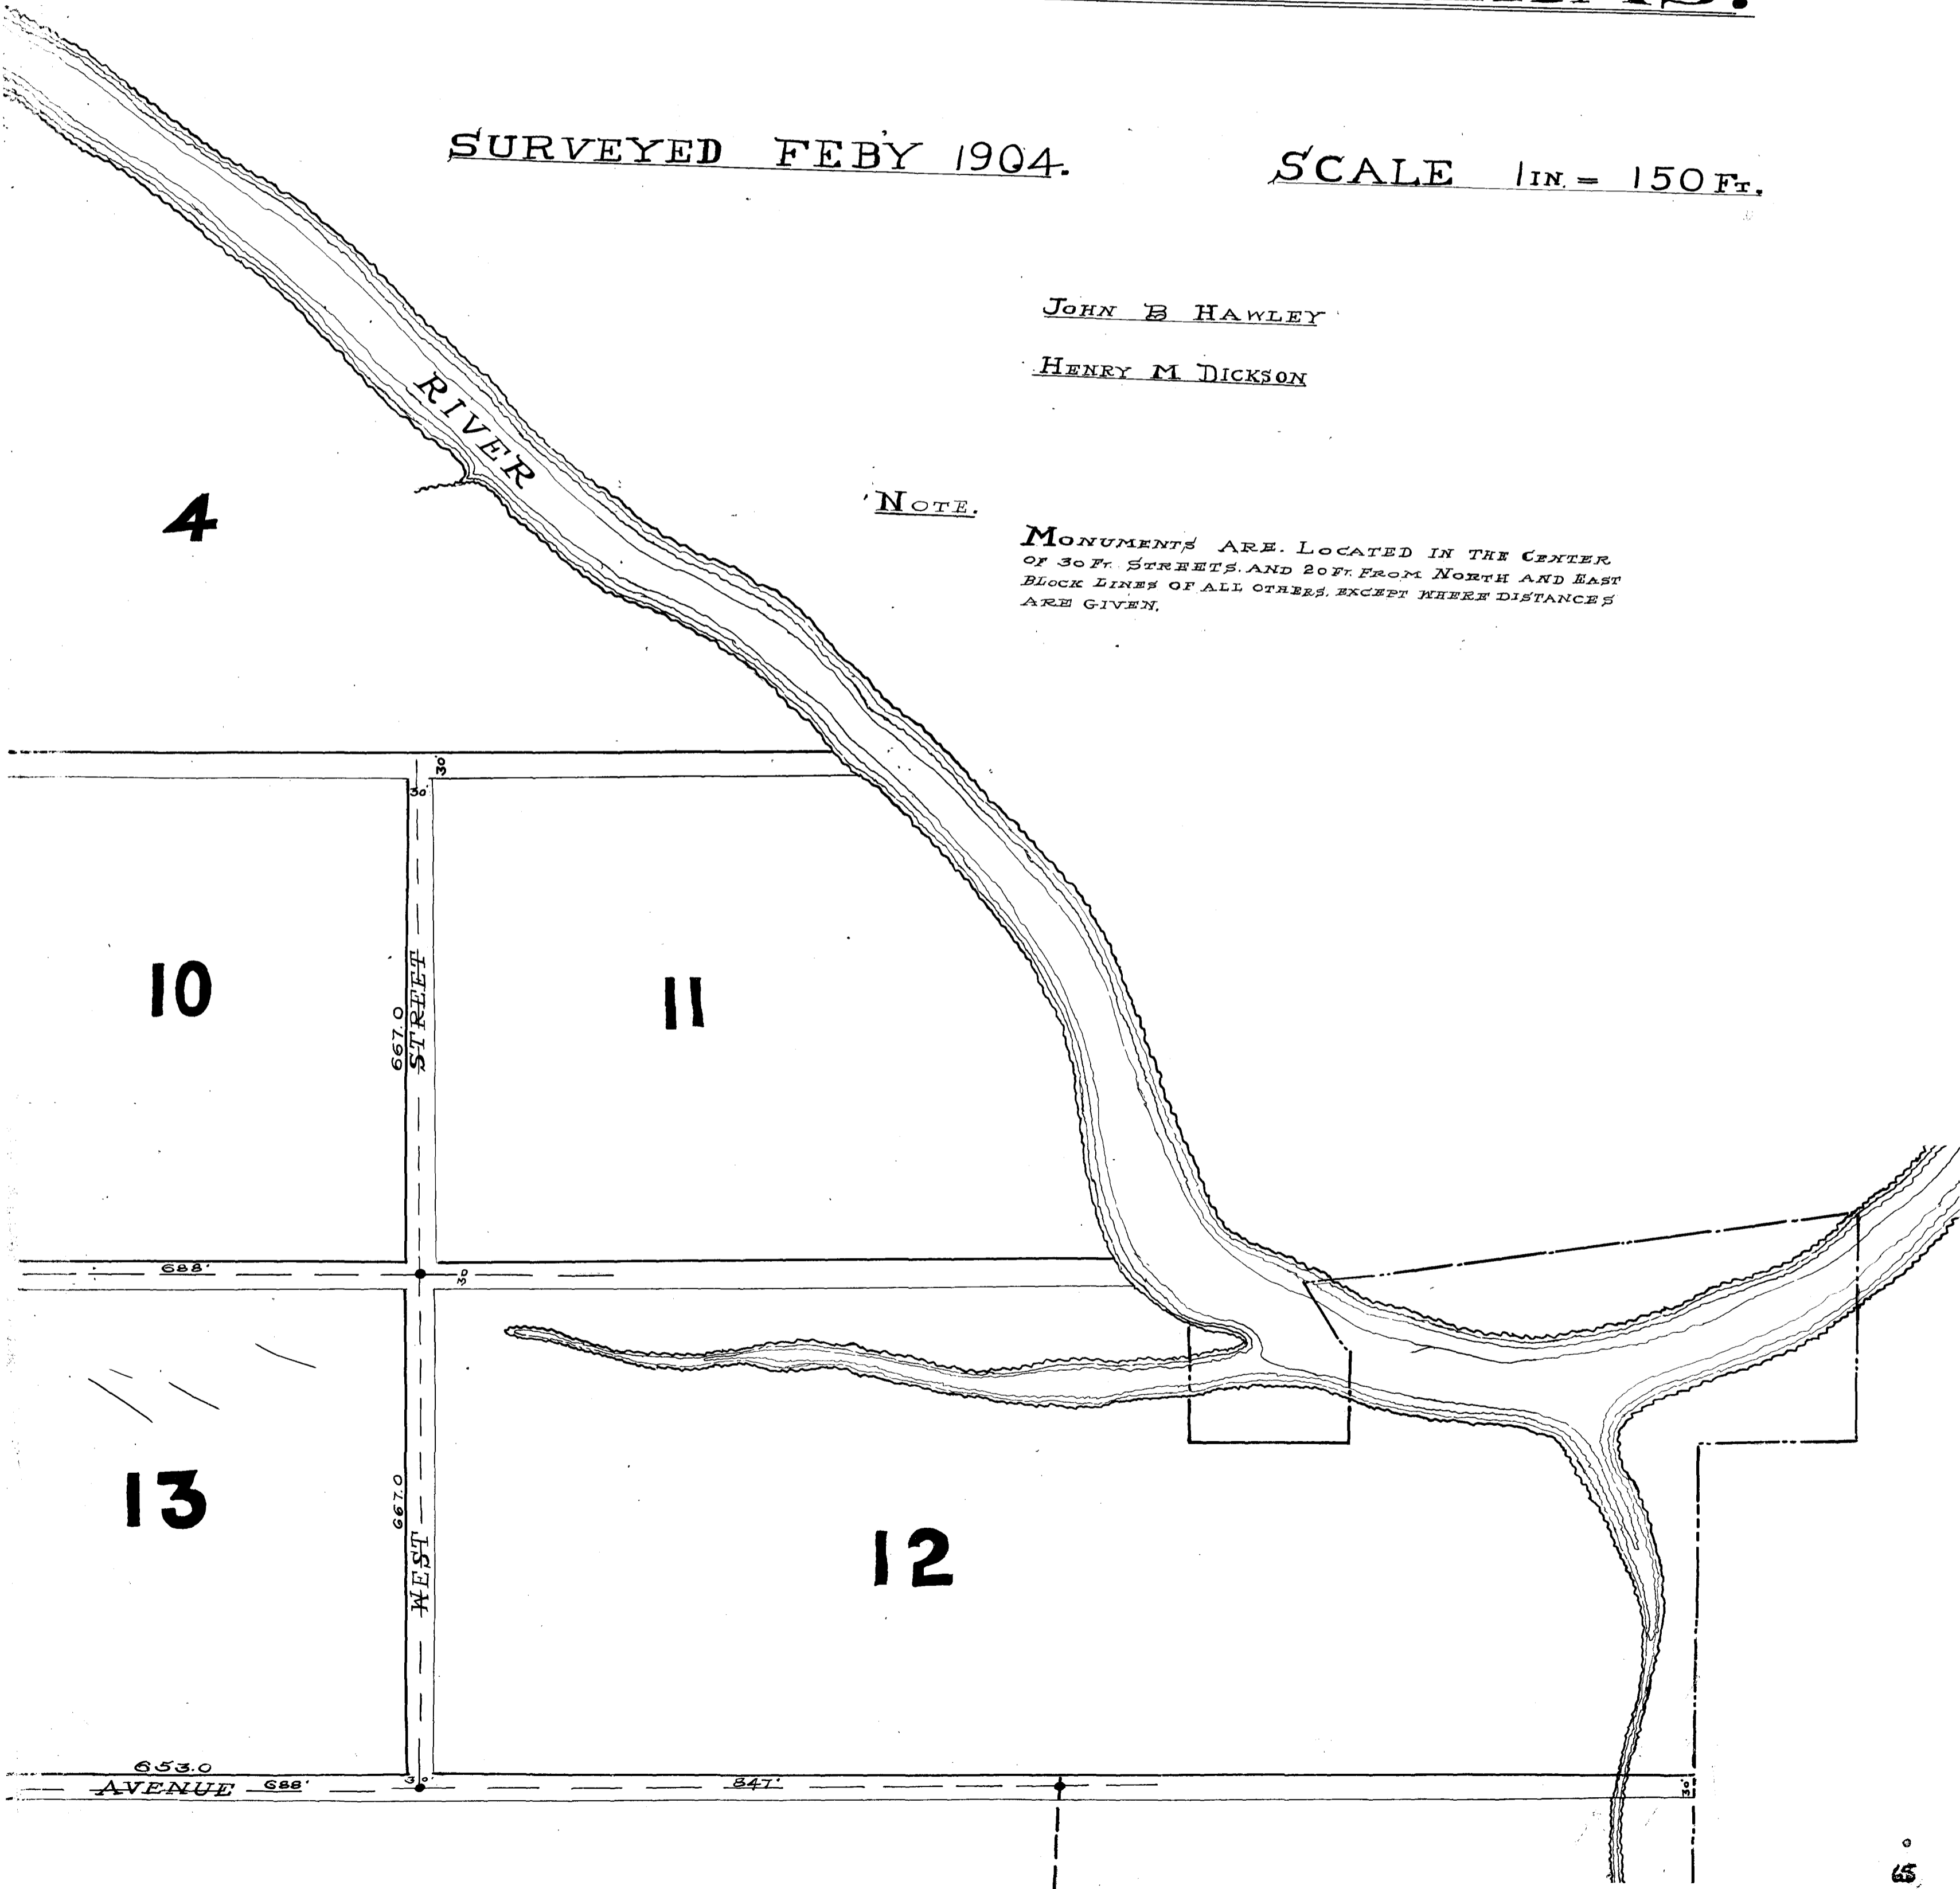 SURVEYED FEBY 1904.
SCALE 1 IN. = 150 FT.
JOHN B HAWLEY
HENRY M DICKSON
RIVER
NOTE.
MONUMENTS ARE. LOCATED IN THE CENTER
OF 30 FT. STREETS. AND 20 FT. FROM NORTH AND EAST
BLOCK LINES OF ALL OTHERS, EXCEPT WHERE DISTANCES
ARE GIVEN.
4
30'
30'
10
11
667.0
STREET
688'
30
13
667.0
WEST
12
653.0
AVENUE 688'
30'
847'
30'
65